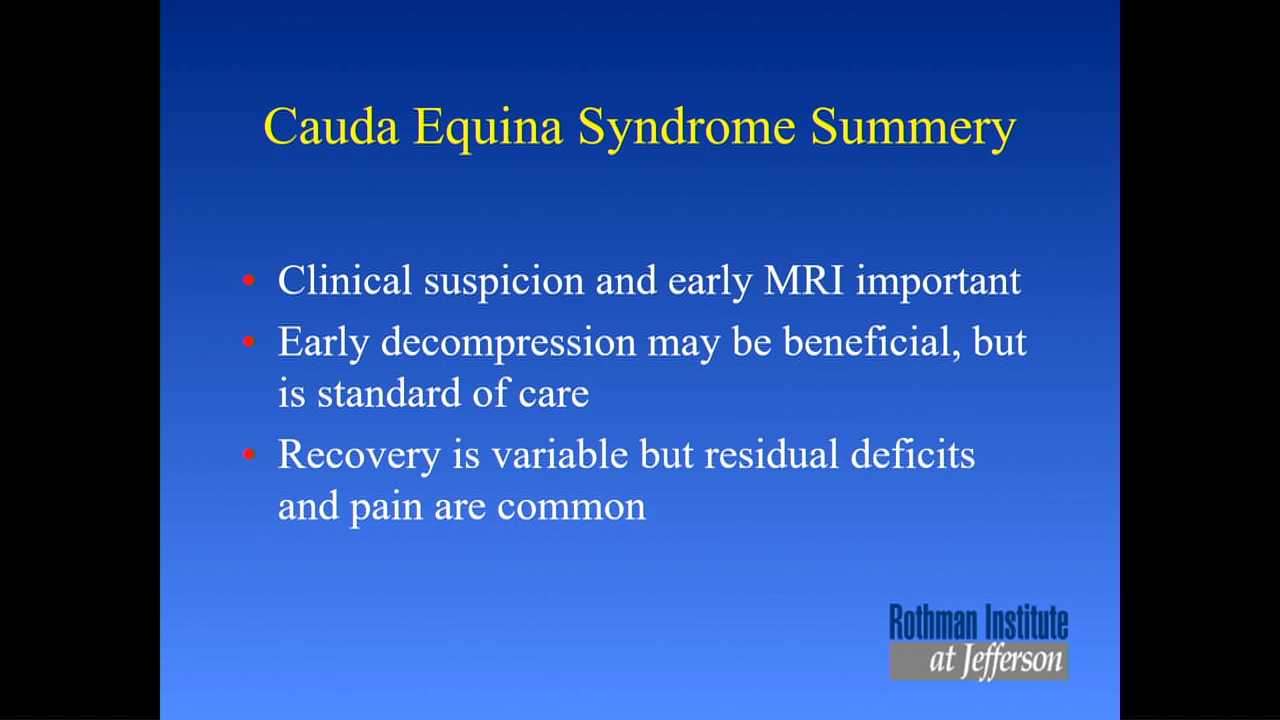 Cauda Equina Syndrome Summery
• Clinical suspicion and early MRI important
• Early decompression may be beneficial, but
is standard of care
• Recovery is variable but residual deficits
and pain are common
Rothman Institute
at Jefferson